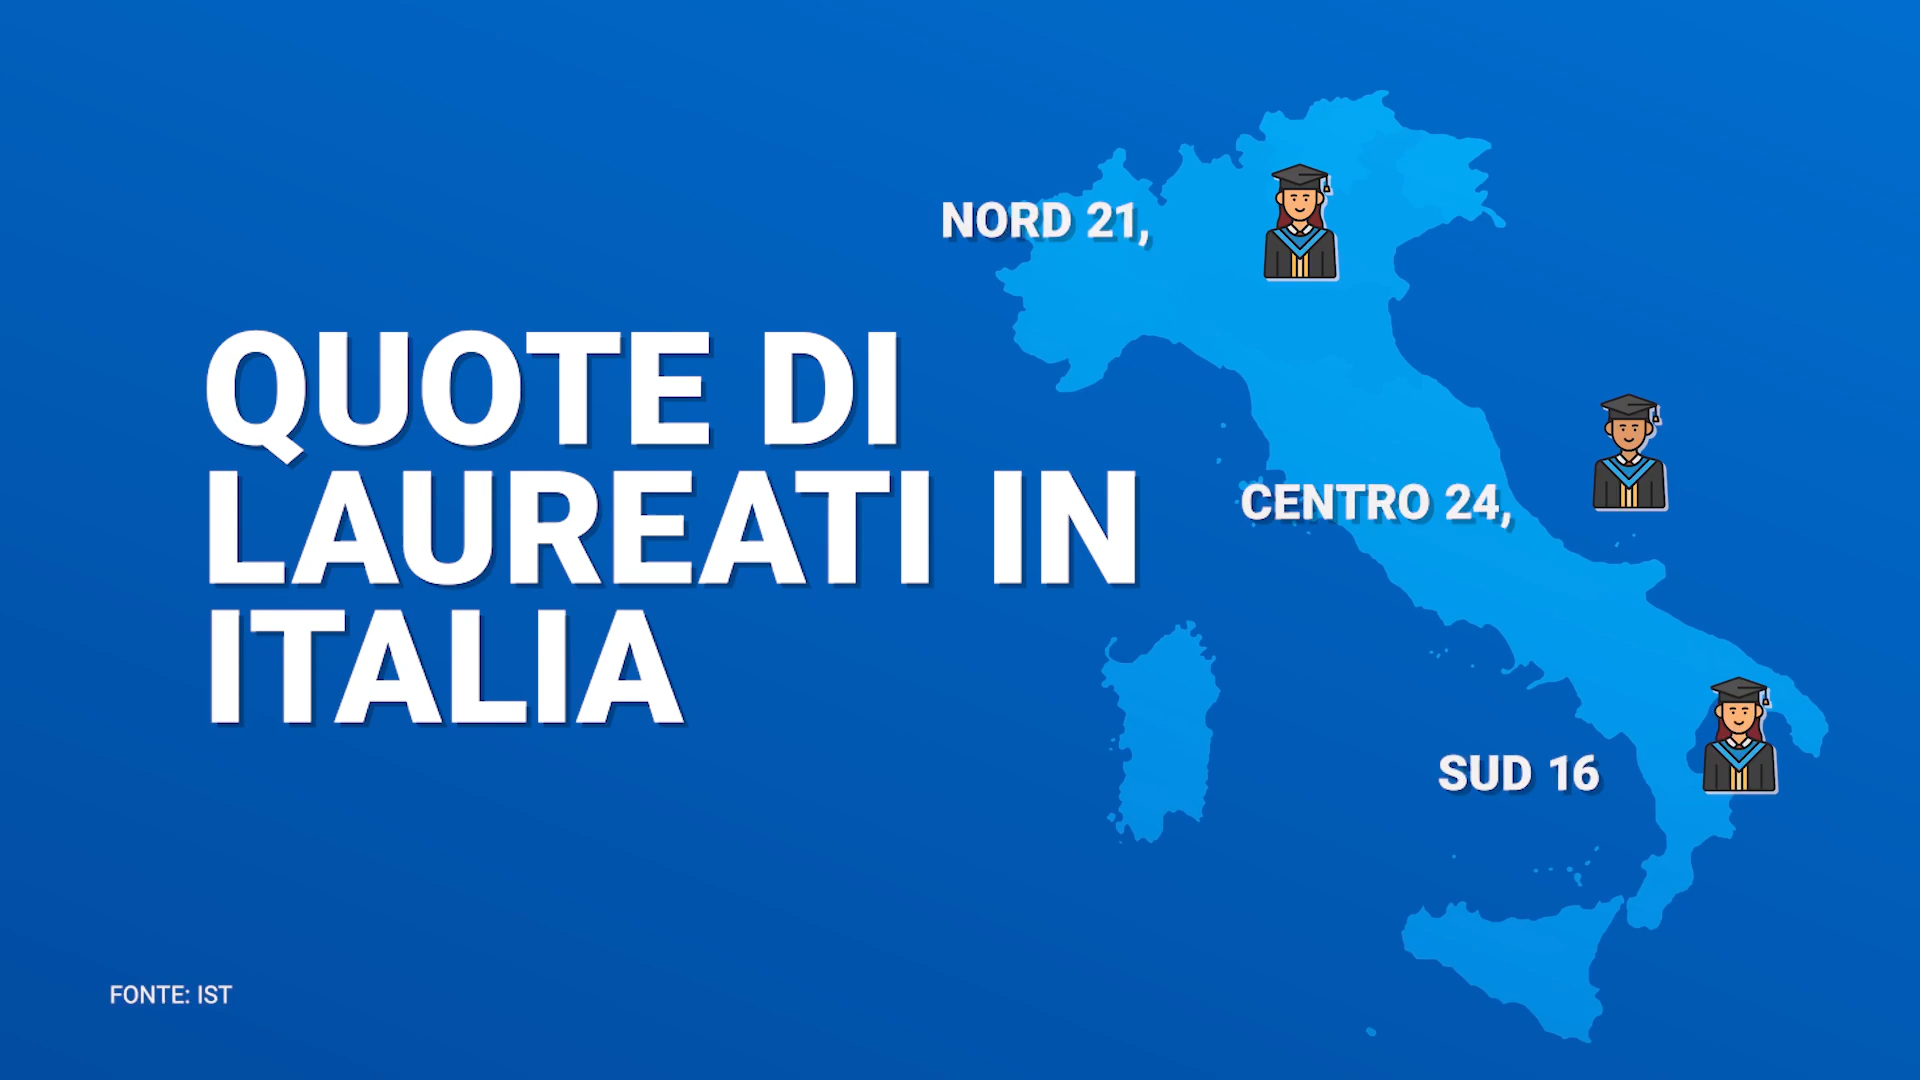 NORD 21,
QUOTE DI
LAUREATI IN
ITALIA
CENTRO 24,
SUD 16
FONTE: IST